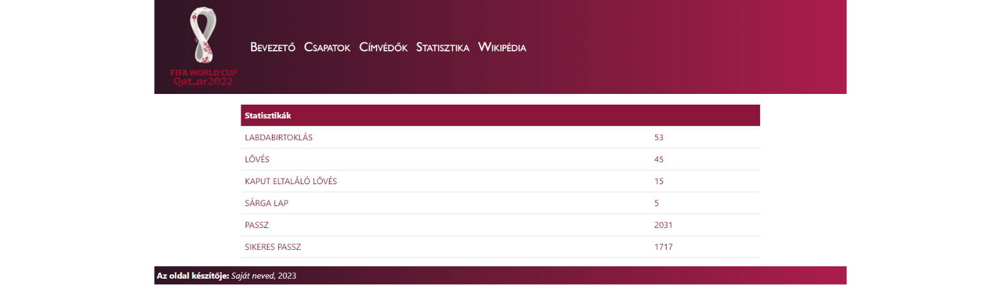 FIFA WORLD CUP
Qatar2022
Bevezető Csapatok Címvédők Statisztika Wikipédia
Statisztikák
LABDABIRTOKLÁS 53
LÖVÉS 45
KAPUT ELTALÁLÓ LÖVÉS 15
SÁRGA LAP 5
PASSZ 2031
SIKERES PASSZ 1717
Az oldal készítője: Saját neved, 2023